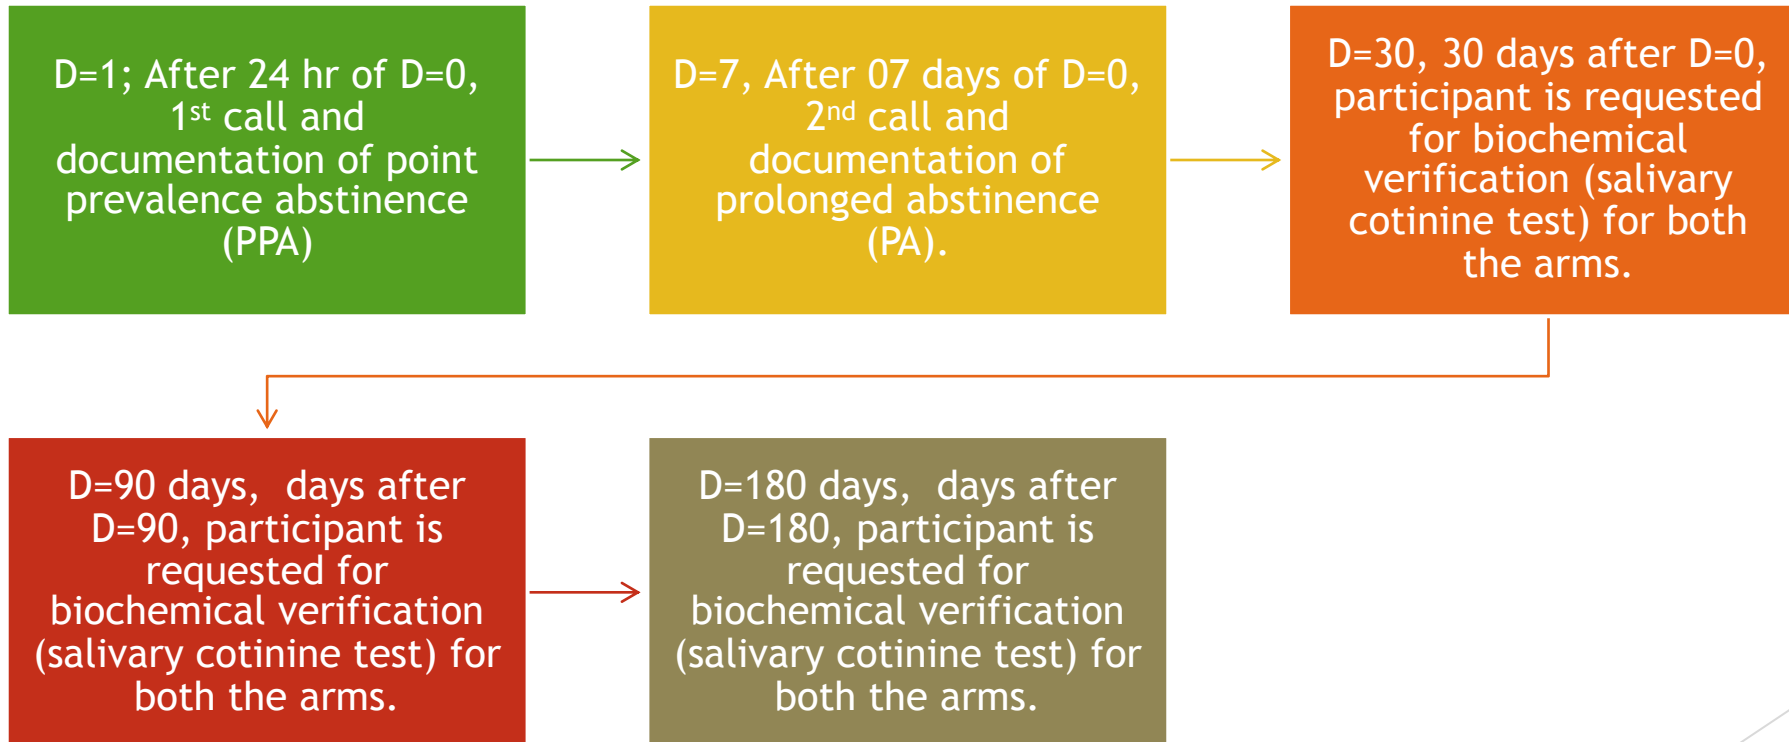 D=1; After 24 hr of D=0,
1st call and
documentation of point
prevalence abstinence
(PPA)
D=7, After 07 days of D=0,
2nd call and
documentation of
prolonged abstinence
(PA).
D=30, 30 days after D=0,
participant is requested
for biochemical
verification (salivary
cotinine test) for both
the arms.
D=90 days,  days after
D=90, participant is
requested for
biochemical verification
(salivary cotinine test) for
both the arms.
D=180 days,  days after
D=180, participant is
requested for
biochemical verification
(salivary cotinine test) for
both the arms.